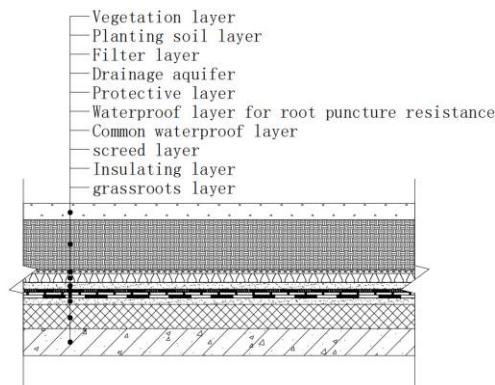 Vegetation layer
Planting soil layer
Filter layer
Drainage aquifer
Protective layer
Waterproof layer for root puncture resistance
Common waterproof layer
screed layer
Insulating layer
grassroots layer